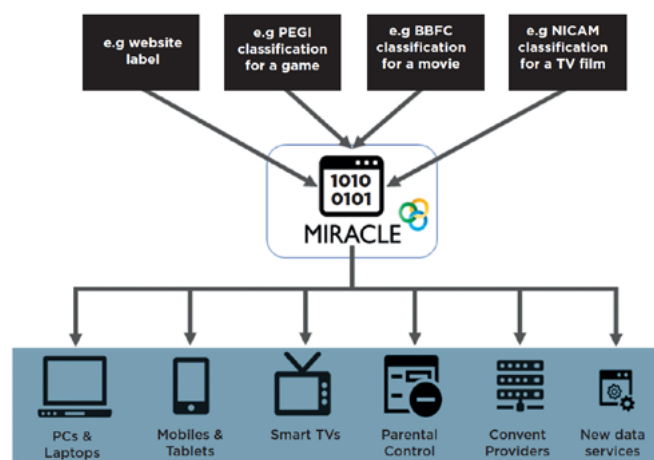 e.g website
label
e.g PEGI
classification
for a game
e.g BBFC
classification
for a movie
e.g NICAM
classification
for a TV film
1010
0101
MIRACLE
PCs &
Laptops
Mobiles &
Tablets
Smart TVs
Parental
Control
Convent
Providers
New data
services